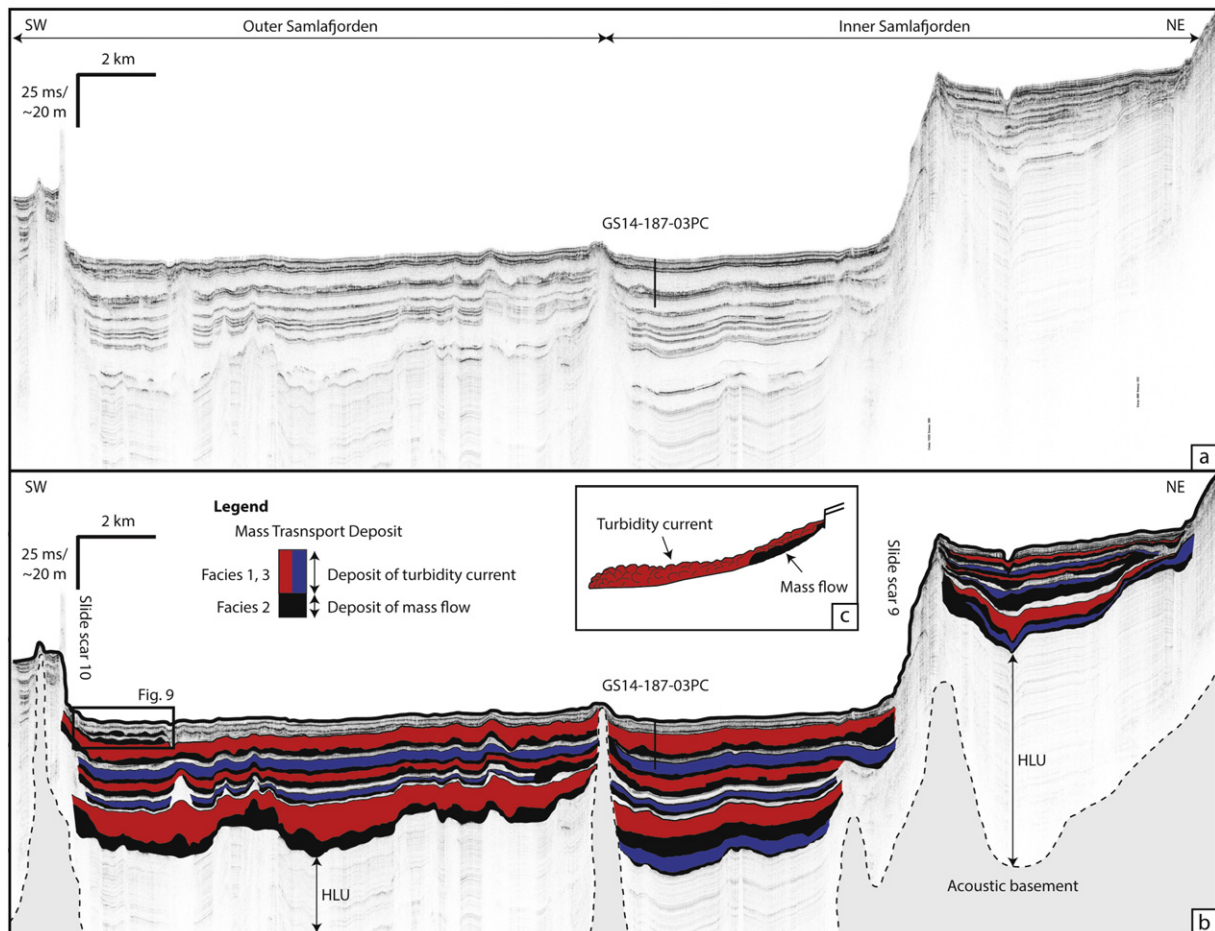 SW
Outer Samlafjorden
Inner Samlafjorden
NE
2 km
25 ms/
~20 m
GS14-187-03PC
a
SW
NE
2 km
25 ms/
~20 m
Legend
Mass Trasnsport Deposit
Facies 1, 3
Deposit of turbidity current
Facies 2
Deposit of mass flow
Turbidity current
Mass flow
c
Slide scar 10
Slide scar 9
Fig. 9
GS14-187-03PC
HLU
HLU
Acoustic basement
b